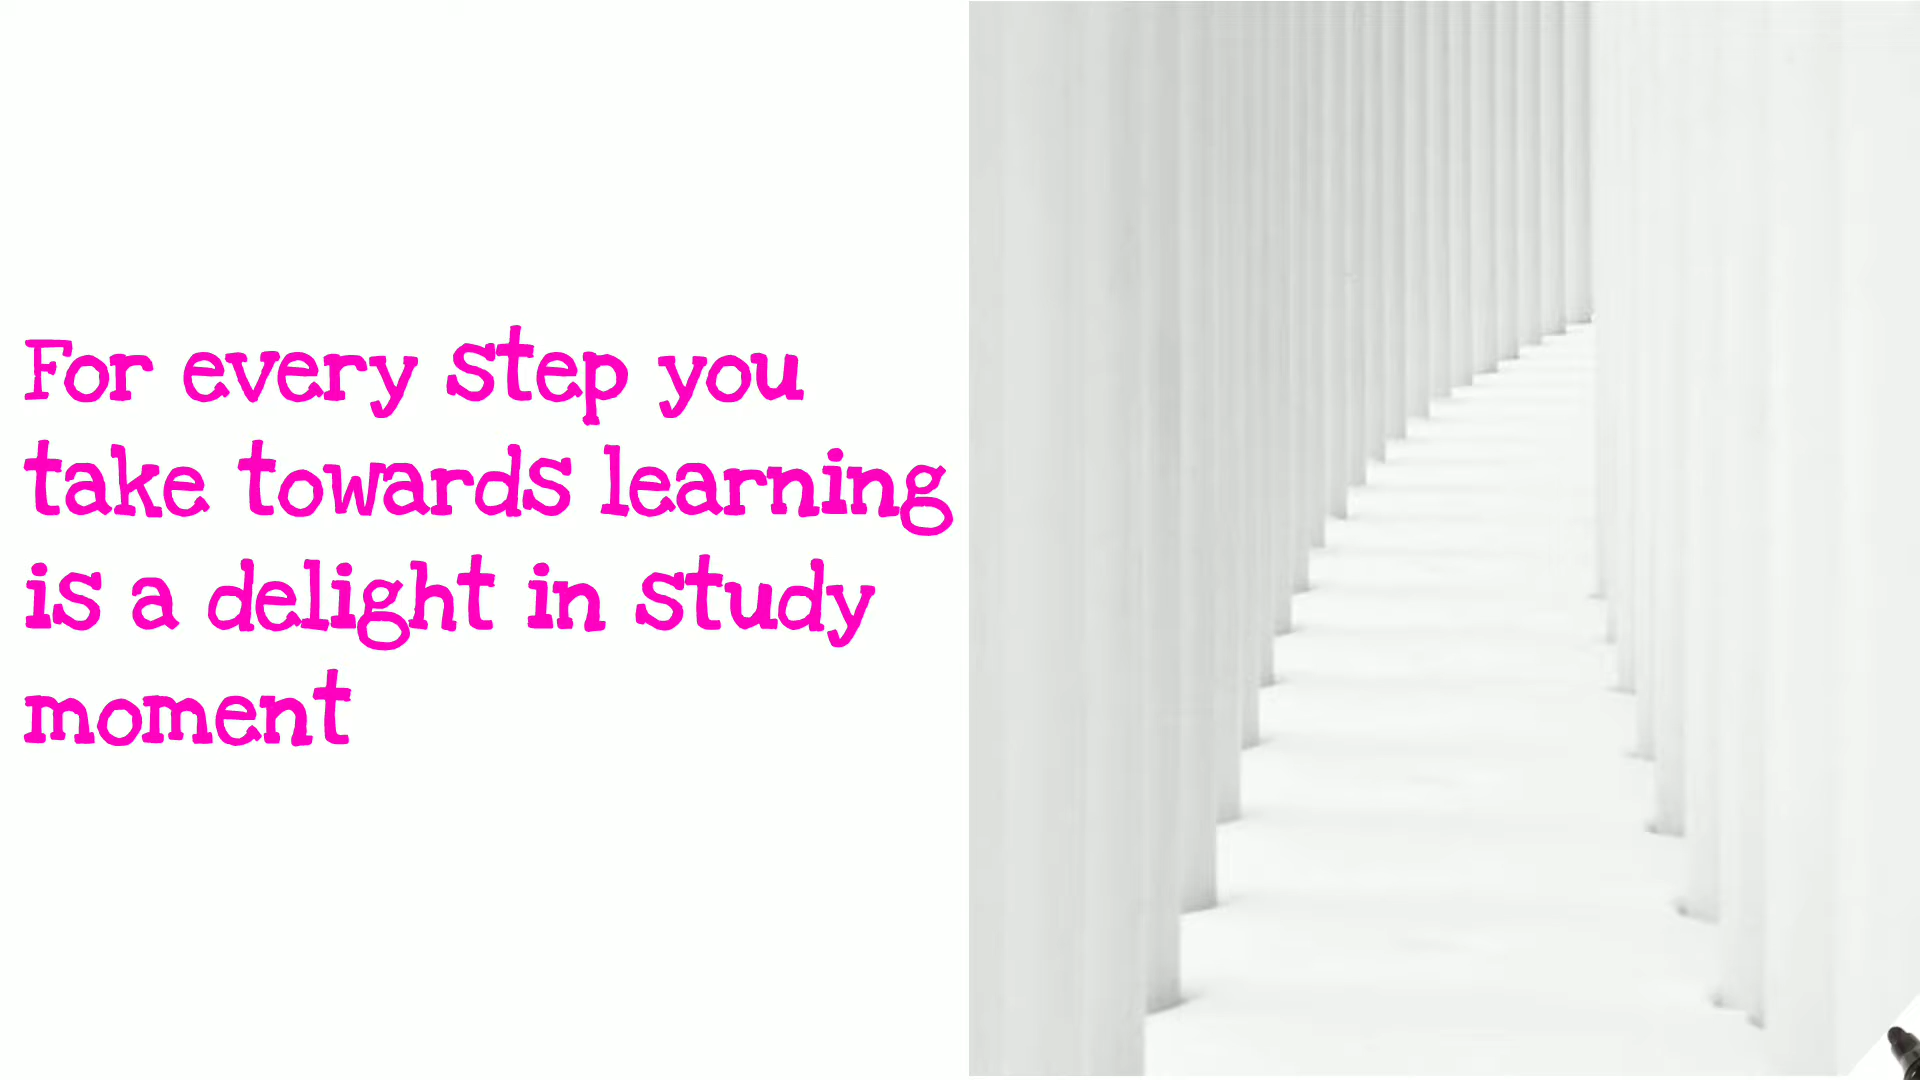 For every step you
take towards learning
is a delight in study
moment